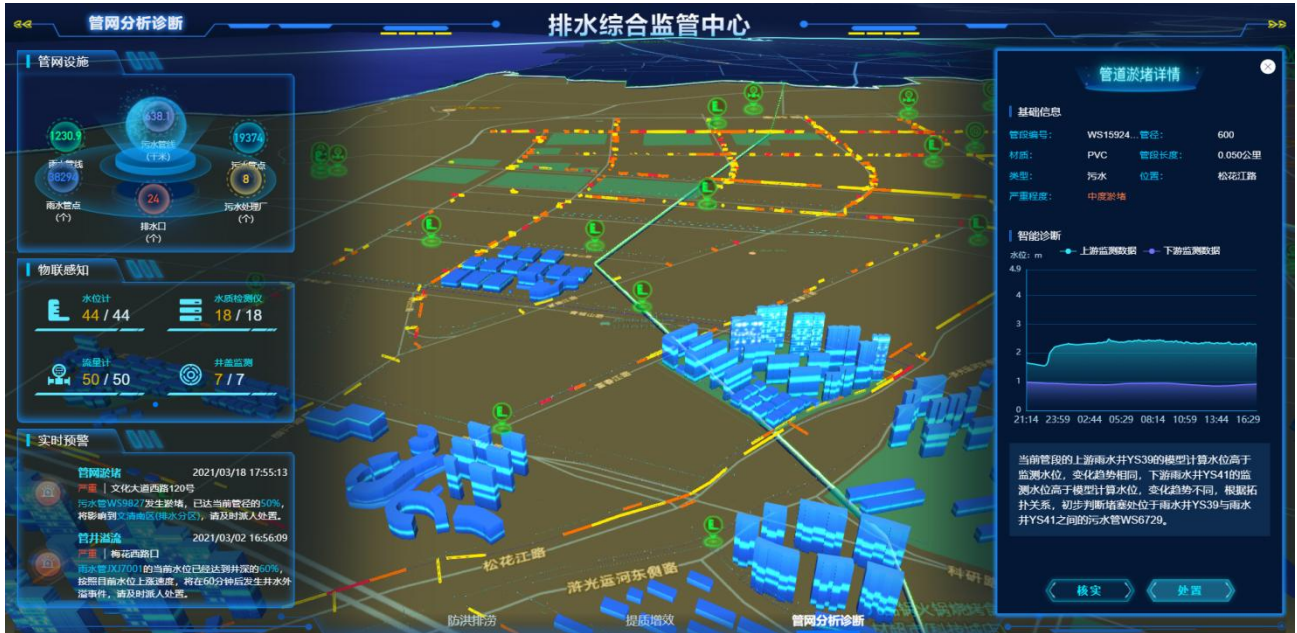 管网分析诊断
排水综合监管中心
管网设施
638.1
污水管线
(千米)
1230.9
雨水管线
19374
污水管点
38294
雨水管点
(个)
24
排水口
(个)
8
污水处理厂
(个)
物联感知
水位计
44 / 44
水质检测仪
18 / 18
流量计
50 / 50
井盖监测
7 / 7
实时预警
管网淤堵 2021/03/18 17:55:13
严重 | 文化大道西路120号
污水管WS9827发生淤堵，已达当前管径的50%，
将影响到文清南区(排水分区)，请及时派人处置。
管井溢流 2021/03/02 16:56:09
严重 | 梅花西路口
雨水管JXJ7001的当前水位已经达到井深的60%，
按照目前水位上涨速度，将在60分钟后发生井水外
溢事件，请及时派人处置。
松花江路
浒光运河东侧路
科研路
防洪排涝
提质增效
管网分析诊断
管道淤堵详情
基础信息
管段编号： WS15924... 管径： 600
材质： PVC 管段长度： 0.050公里
类型： 污水 位置： 松花江路
严重程度： 中度淤堵
智能诊断
水位：m 上游监测数据 下游监测数据
4.9
4
3
2
1
0
21:14 23:59 02:44 05:29 08:14 10:59 13:44 16:29
当前管段的上游雨水井YS39的模型计算水位高于
监测水位，变化趋势相同，下游雨水井YS41的监
测水位高于模型计算水位，变化趋势不同，根据拓
扑关系，初步判断堵塞处位于雨水井YS39与雨水
井YS41之间的污水管WS6729。
核实
处置